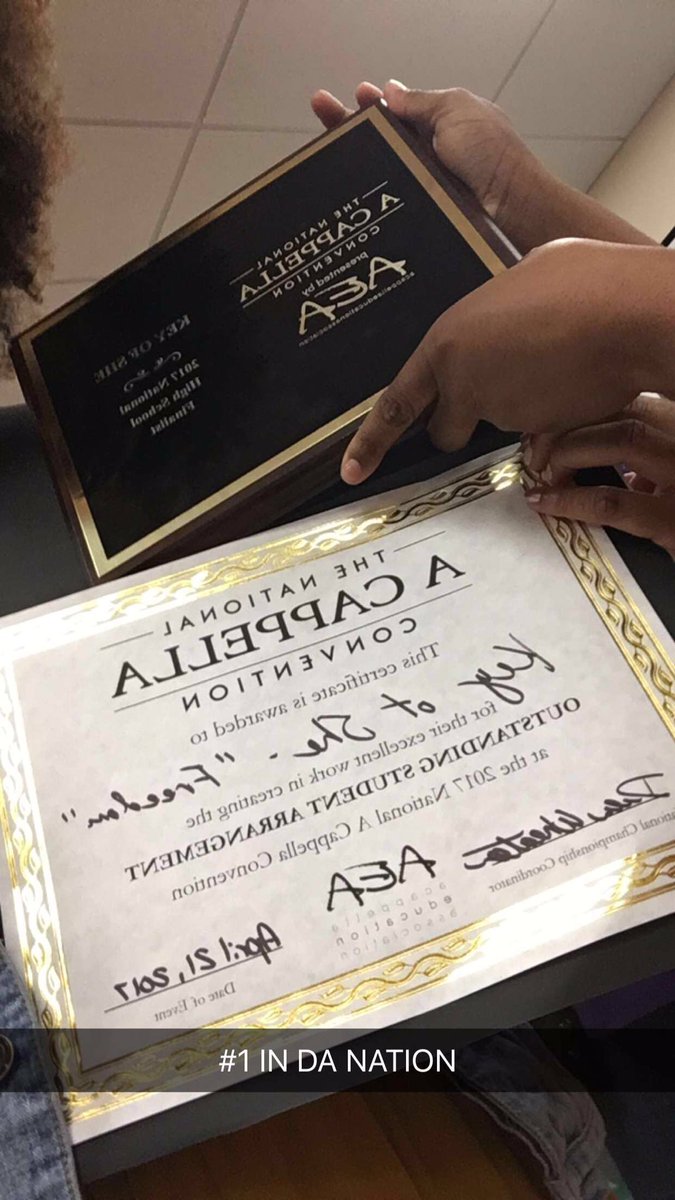 THE NATIONAL
A CAPPELLA
CONVENTION
presented by
AEA
KEY OF SHE
2017 National
High School
Finalist
THE NATIONAL
A CAPPELLA
CONVENTION
This certificate is awarded to
Key of She - "Freedom"
for their excellent work in creating the
OUTSTANDING STUDENT ARRANGEMENT
at the 2017 National A Cappella Convention
National Championship Coordinator
AEA
a cappella
education
association
April 21, 2017
Date of Event
#1 IN DA NATION